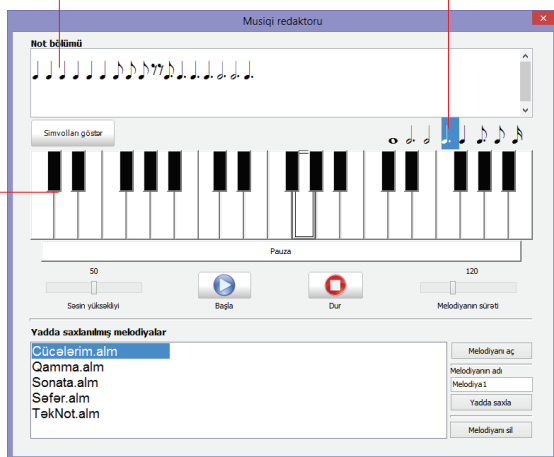 Musiqi redaktoru
Not bölümü
Simvolları göstər
Pauza
50
120
Səsin yüksəkliyi
Başla
Dur
Melodiyanın sürəti
Yadda saxlanılmış melodiyalar
Cücələrim.alm
Qamma.alm
Sonata.alm
Səfər.alm
TəkNot.alm
Melodiyanı aç
Melodiyanın adı
Melodiya1
Yadda saxla
Melodiyanı sil